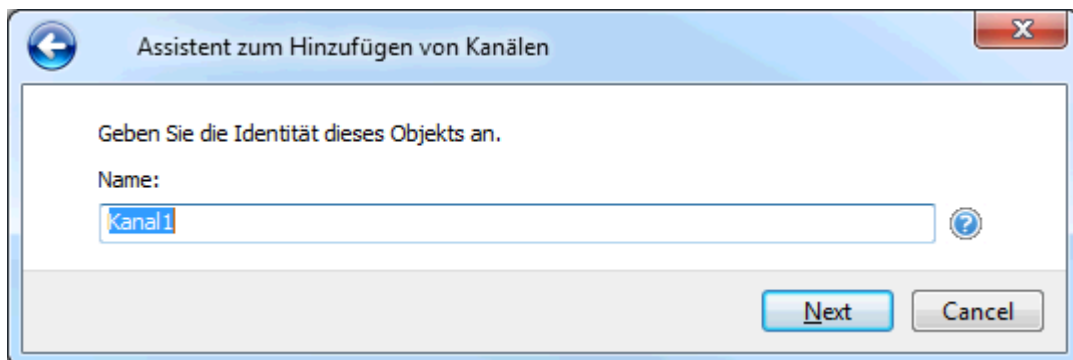 Assistent zum Hinzufügen von Kanälen
Geben Sie die Identität dieses Objekts an.
Name:
Kanal1
Next
Cancel